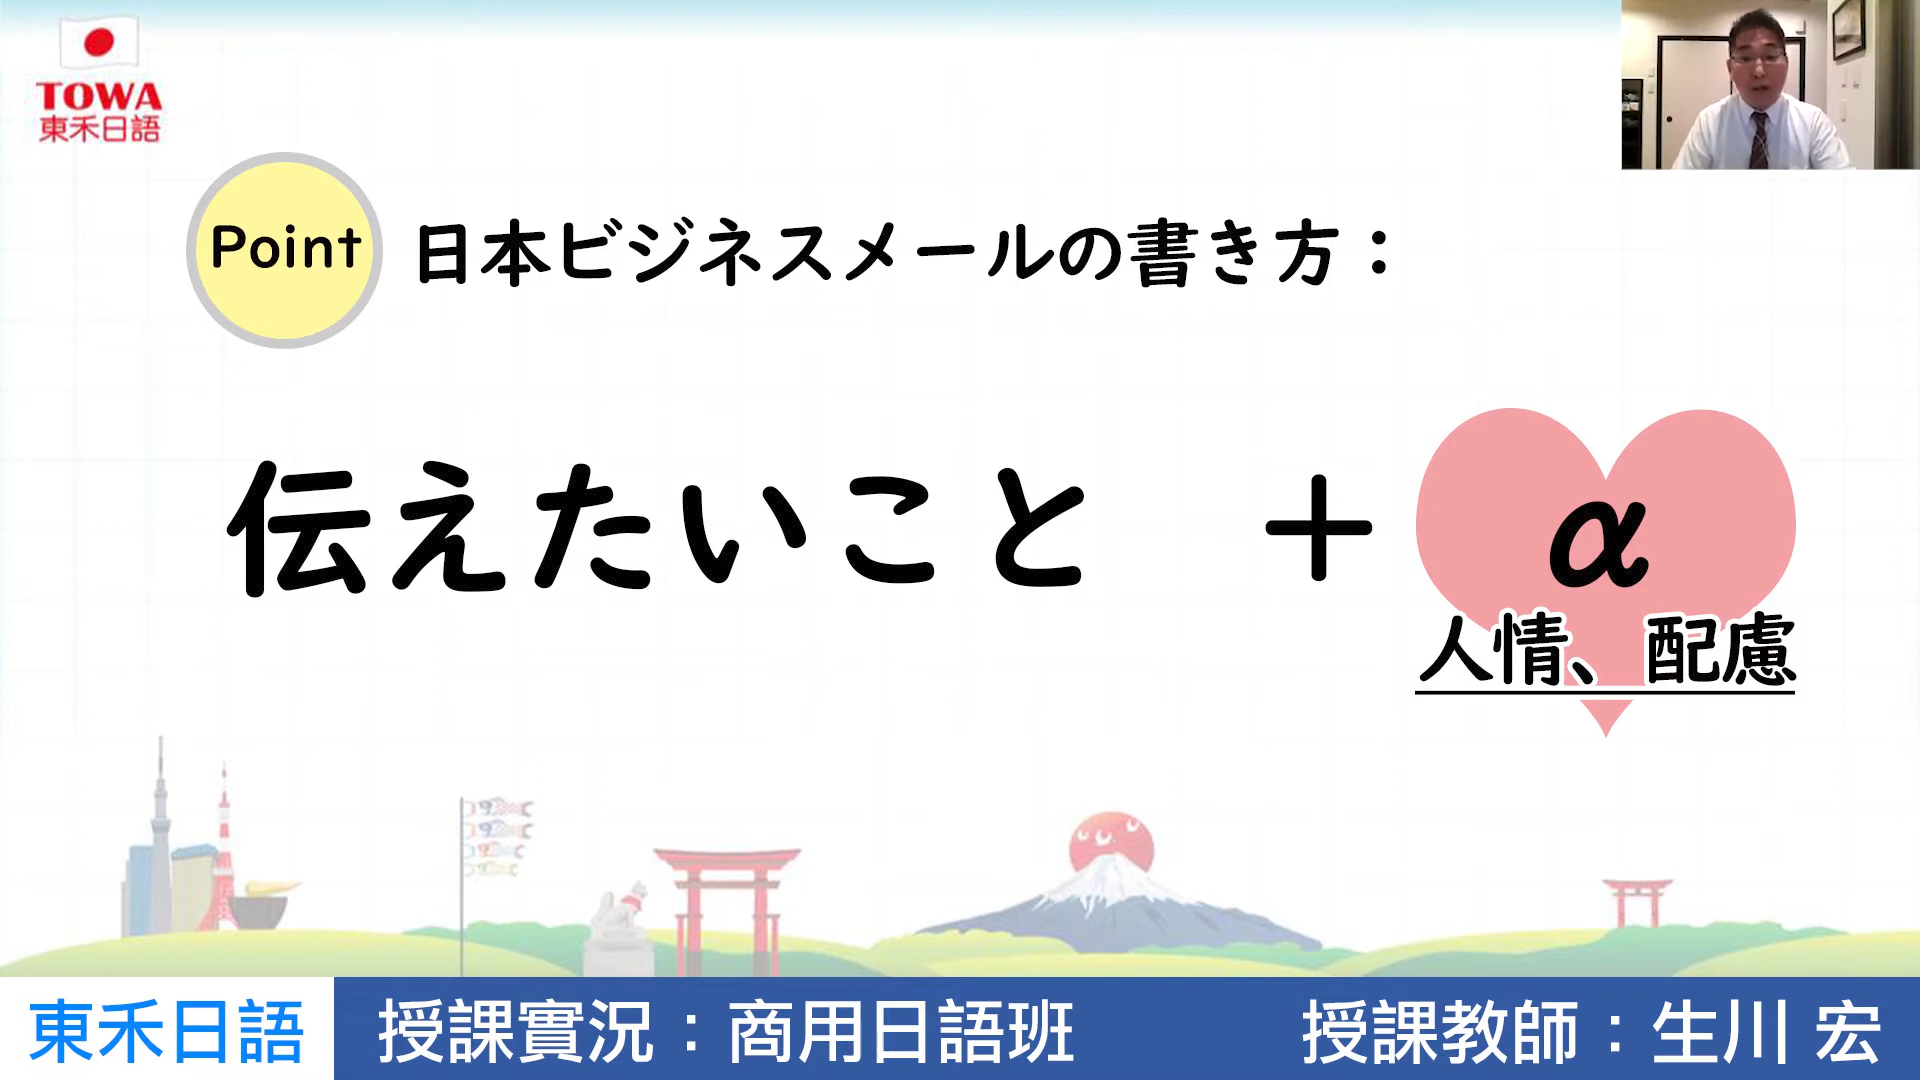 TOWA
東禾日語
Point
日本ビジネスメールの書き方：
伝えたいこと ＋ α
人情、配慮
東禾日語
授課實況：商用日語班
授課教師：生川 宏